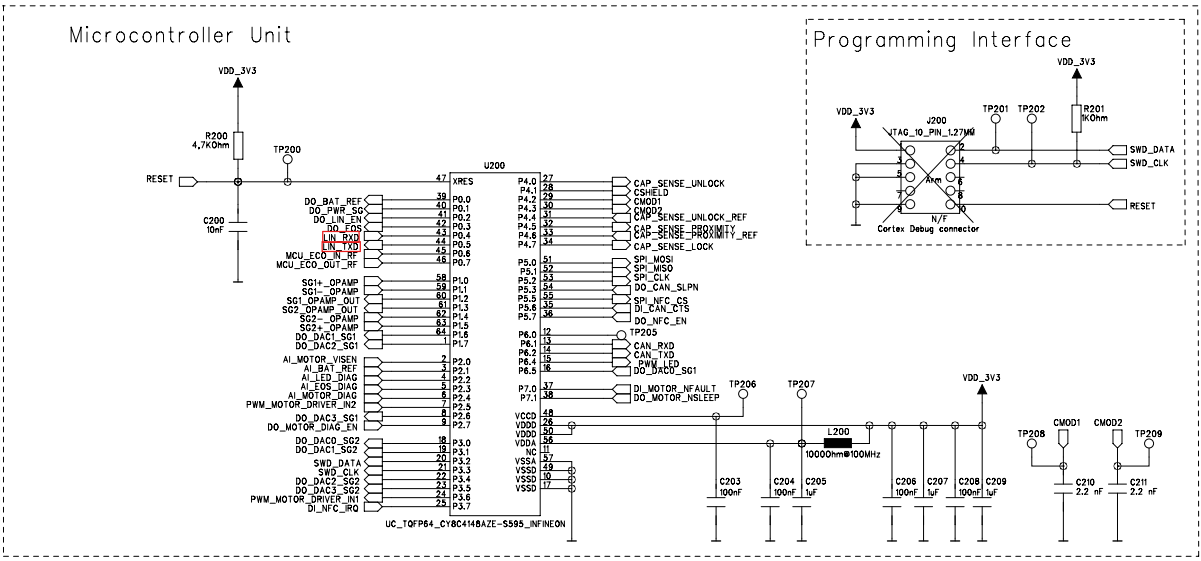 Microcontroller Unit
Programming Interface
VDD_3V3
R200
4,7KOhm
TP200
RESET
C200
10nF
U200
47 XRES
DO_BAT_REF 39 P0.0
DO_PWR_SG 40 P0.1
DO_LIN_EN 41 P0.2
DO_EOS 42 P0.3
LIN_RXD 43 P0.4
LIN_TXD 44 P0.5
MCU_ECO_IN_RF 45 P0.6
MCU_ECO_OUT_RF 46 P0.7
SG1+_OPAMP 58 P1.0
SG1-_OPAMP 59 P1.1
SG1_OPAMP_OUT 60 P1.2
SG2_OPAMP_OUT 61 P1.3
SG2-_OPAMP 62 P1.4
SG2+_OPAMP 63 P1.5
DO_DAC1_SG1 64 P1.6
DO_DAC2_SG1 1 P1.7
AI_MOTOR_VISEN 2 P2.0
AI_BAT_REF 3 P2.1
AI_LED_DIAG 4 P2.2
AI_EOS_DIAG 5 P2.3
AI_MOTOR_DIAG 6 P2.4
PWM_MOTOR_DRIVER_IN2 7 P2.5
DO_DAC3_SG1 8 P2.6
DO_MOTOR_DIAG_EN 9 P2.7
DO_DAC0_SG2 18 P3.0
DO_DAC1_SG2 19 P3.1
SWD_DATA 20 P3.2
SWD_CLK 21 P3.3
DO_DAC2_SG2 22 P3.4
DO_DAC3_SG2 23 P3.5
PWM_MOTOR_DRIVER_IN1 24 P3.6
DI_NFC_IRQ 25 P3.7
P4.0 27 CAP_SENSE_UNLOCK
P4.1 28 CSHIELD
P4.2 29 CMOD1
P4.3 30 CMOD2
P4.4 31 CAP_SENSE_UNLOCK_REF
P4.5 32 CAP_SENSE_PROXIMITY
P4.6 33 CAP_SENSE_PROXIMITY_REF
P4.7 34 CAP_SENSE_LOCK
P5.0 51 SPI_MOSI
P5.1 52 SPI_MISO
P5.2 53 SPI_CLK
P5.3 54 DO_CAN_SLPN
P5.5 55 SPI_NFC_CS
P5.6 35 DI_CAN_CTS
P5.7 36 DO_NFC_EN
P6.0 12 TP205
P6.1 13 CAN_RXD
P6.2 14 CAN_TXD
P6.4 15 PWM_LED
P6.5 16 DO_DAC0_SG1
P7.0 37 DI_MOTOR_NFAULT
P7.1 38 DO_MOTOR_NSLEEP
VCCD 48
VDDD 26
VDDD 50
VDDA 56
NC 11
VSSA 57
VSSD 49
VSSD 10
VSSD 17
UC_TQFP64_CY8C4148AZE-S595_INFINEON
TP206
TP207
VDD_3V3
L200
1000Ohm@100MHz
C203
100nF
C204
100nF
C205
1uF
C206
100nF
C207
1uF
C208
100nF
C209
1uF
TP208
CMOD1
C210
2.2 nF
CMOD2
TP209
C211
2.2 nF
VDD_3V3
J200
JTAG_10_PIN_1.27MM
1 2
3 4
5 6
7 8
9 10
Arm
N/F
Cortex Debug connector
TP201
TP202
VDD_3V3
R201
1KOhm
SWD_DATA
SWD_CLK
RESET